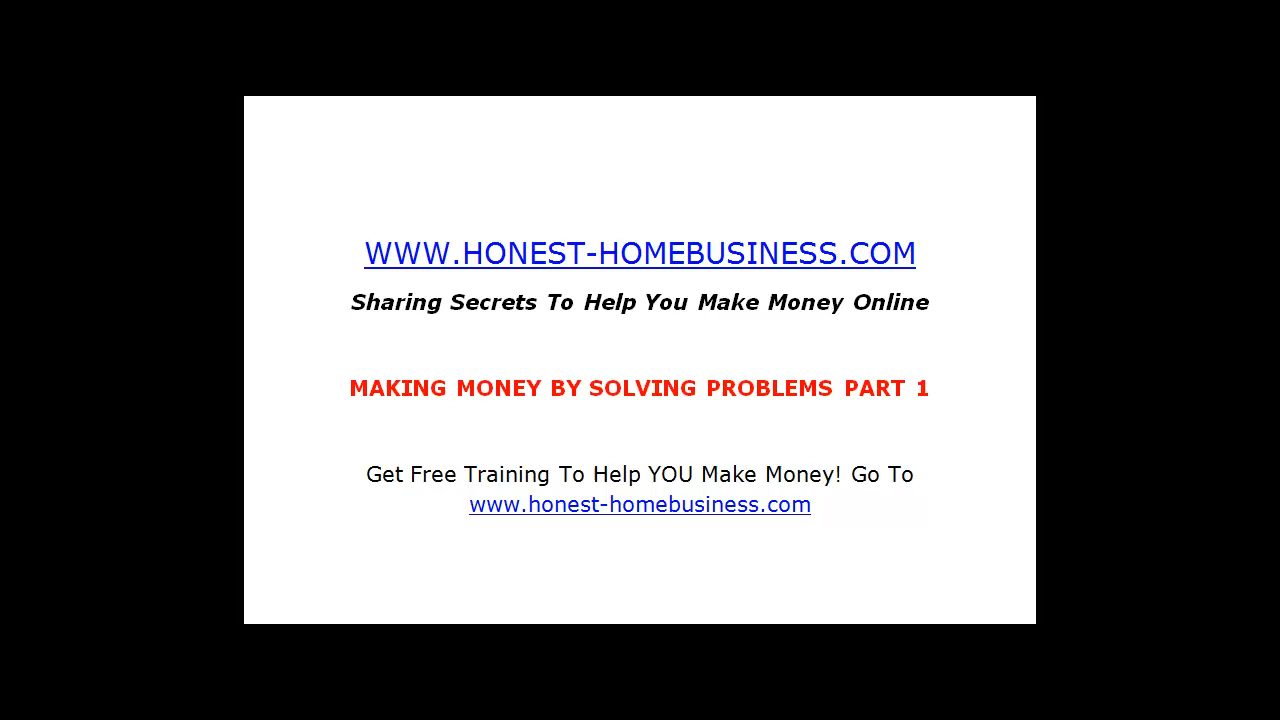 WWW.HONEST-HOMEBUSINESS.COM
Sharing Secrets To Help You Make Money Online
MAKING MONEY BY SOLVING PROBLEMS PART 1
Get Free Training To Help YOU Make Money! Go To
www.honest-homebusiness.com